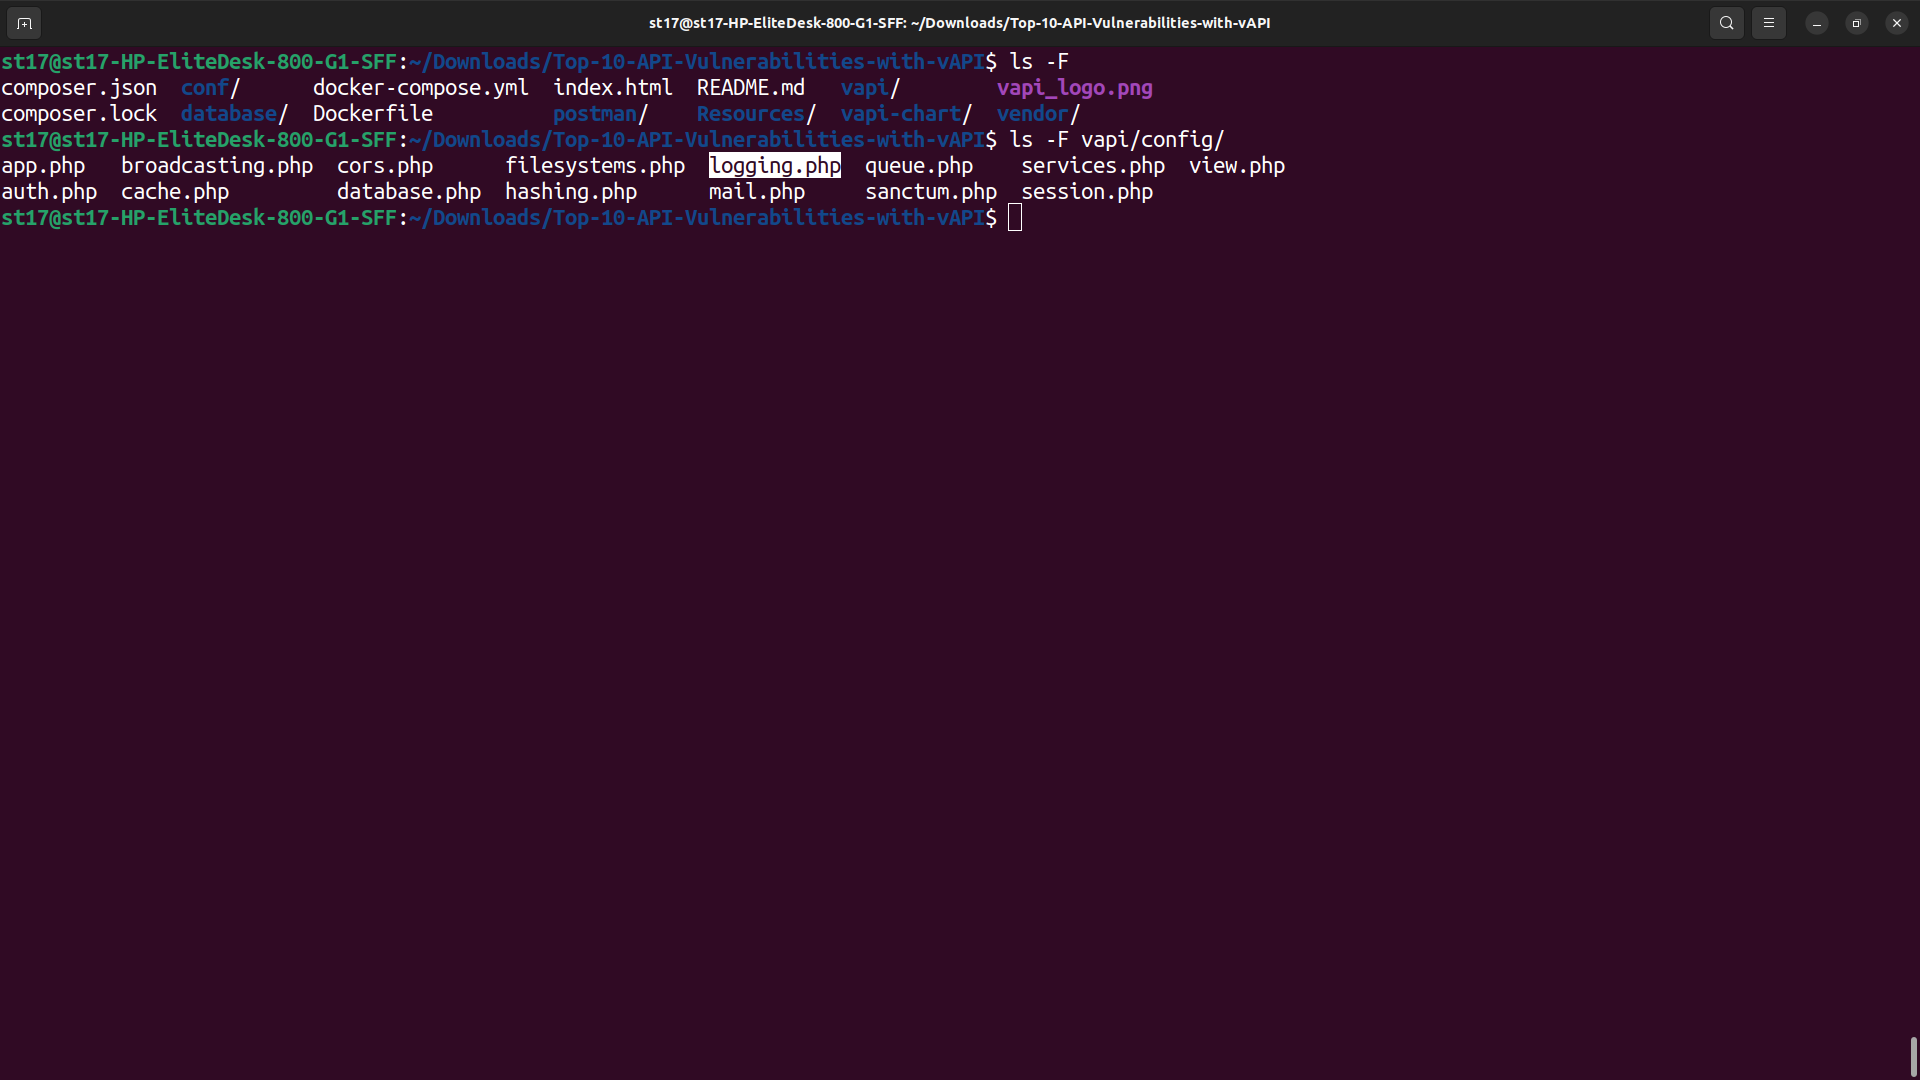 st17@st17-HP-EliteDesk-800-G1-SFF: ~/Downloads/Top-10-API-Vulnerabilities-with-vAPI
st17@st17-HP-EliteDesk-800-G1-SFF:~/Downloads/Top-10-API-Vulnerabilities-with-vAPI$ ls -F
composer.json  conf/      docker-compose.yml  index.html  README.md   vapi/        vapi_logo.png
composer.lock  database/  Dockerfile          postman/    Resources/  vapi-chart/  vendor/
st17@st17-HP-EliteDesk-800-G1-SFF:~/Downloads/Top-10-API-Vulnerabilities-with-vAPI$ ls -F vapi/config/
app.php   broadcasting.php  cors.php      filesystems.php  logging.php  queue.php    services.php  view.php
auth.php  cache.php         database.php  hashing.php      mail.php     sanctum.php  session.php
st17@st17-HP-EliteDesk-800-G1-SFF:~/Downloads/Top-10-API-Vulnerabilities-with-vAPI$